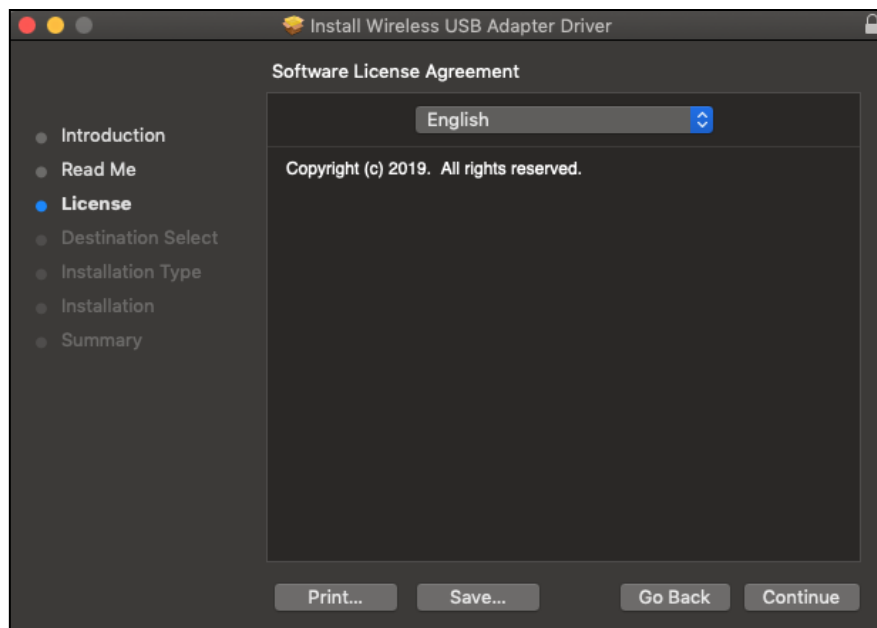 Install Wireless USB Adapter Driver
Software License Agreement
Introduction
Read Me
License
Destination Select
Installation Type
Installation
Summary
English
Copyright (c) 2019.  All rights reserved.
Print...
Save...
Go Back
Continue